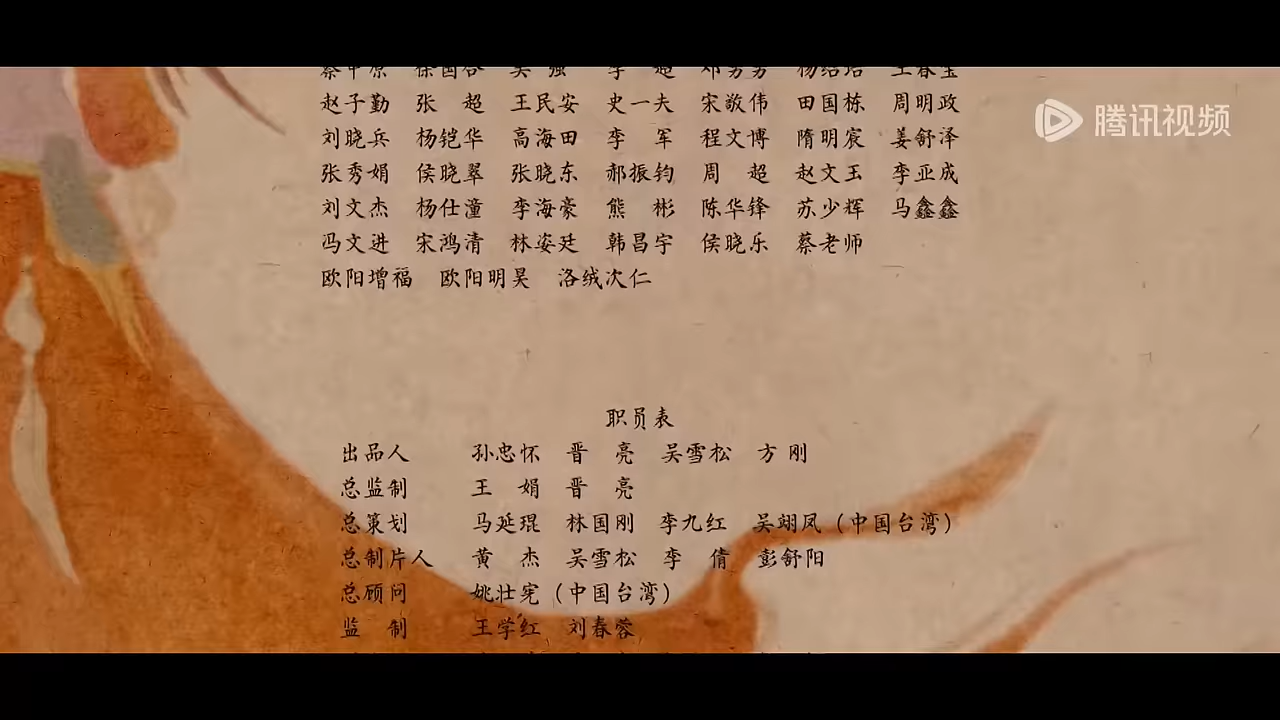 腾讯视频
赵子勤 张 超 王民安 史一夫 宋敬伟 田国栋 周明政
刘晓兵 杨铠华 高海田 李 军 程文博 隋明宸 姜舒泽
张秀娟 侯晓翠 张晓东 郝振钧 周 超 赵文玉 李亚成
刘文杰 杨仕潼 李海豪 熊 彬 陈华锋 苏少辉 马鑫鑫
冯文进 宋鸿清 林姿廷 韩昌宇 侯晓乐 蔡老师
欧阳增福 欧阳明昊 洛绒次仁
职员表
出品人 孙忠怀 晋 亮 吴雪松 方 刚
总监制 王 娟 晋 亮
总策划 马延琨 林国刚 李九红 吴翊凤（中国台湾）
总制片人 黄 杰 吴雪松 李 倩 彭舒阳
总顾问 姚壮宪（中国台湾）
监 制 王学红 刘春蓉